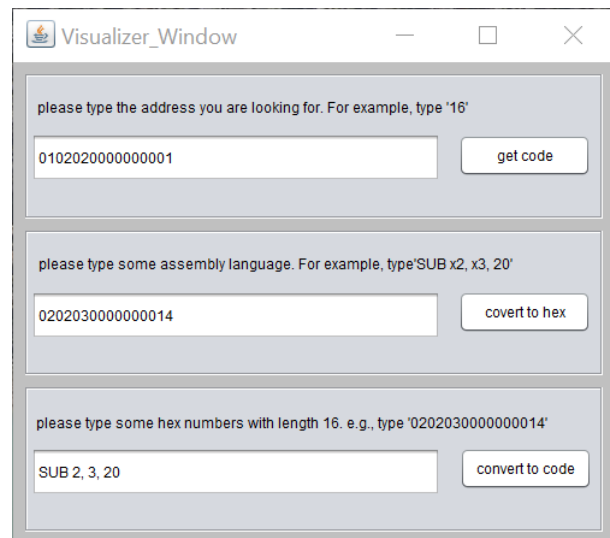 Visualizer_Window
please type the address you are looking for. For example, type '16'
0102020000000001
get code
please type some assembly language. For example, type'SUB x2, x3, 20'
0202030000000014
covert to hex
please type some hex numbers with length 16. e.g., type '0202030000000014'
SUB 2, 3, 20
convert to code